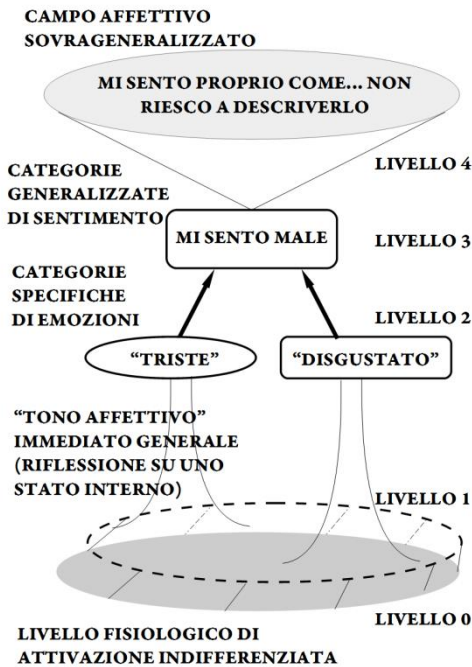 CAMPO AFFETTIVO
SOVRAGENERALIZZATO
MI SENTO PROPRIO COME... NON
RIESCO A DESCRIVERLO
LIVELLO 4
CATEGORIE
GENERALIZZATE
DI SENTIMENTO
MI SENTO MALE
LIVELLO 3
CATEGORIE
SPECIFICHE
DI EMOZIONI
LIVELLO 2
“TRISTE”
“DISGUSTATO”
“TONO AFFETTIVO”
IMMEDIATO GENERALE
(RIFLESSIONE SU UNO
STATO INTERNO)
LIVELLO 1
LIVELLO 0
LIVELLO FISIOLOGICO DI
ATTIVAZIONE INDIFFERENZIATA